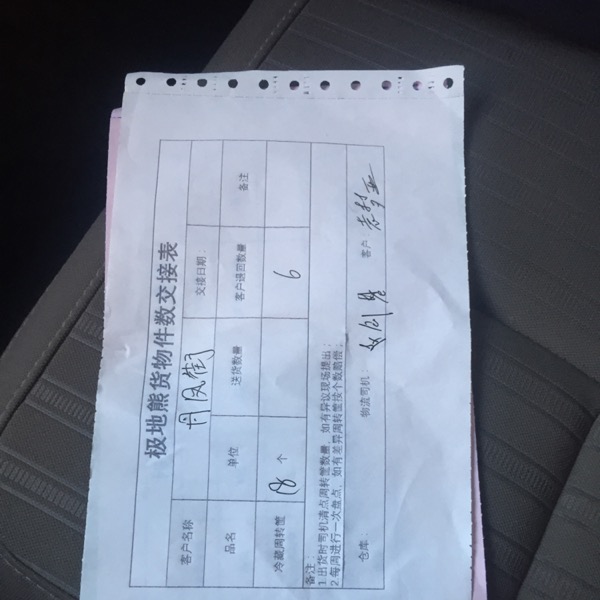 极地熊货物件数交接表
客户名称 丹凤街 交接日期:
品名 单位 送货数量 客户退回数量 备注
冷藏周转筐 18 个 6
备注:
1.出货时司机清点周转筐数量,如有异议现场提出;
2.每周进行一次盘点,如有差异周转筐按个数赔偿;
仓库: 物流司机: 客户: